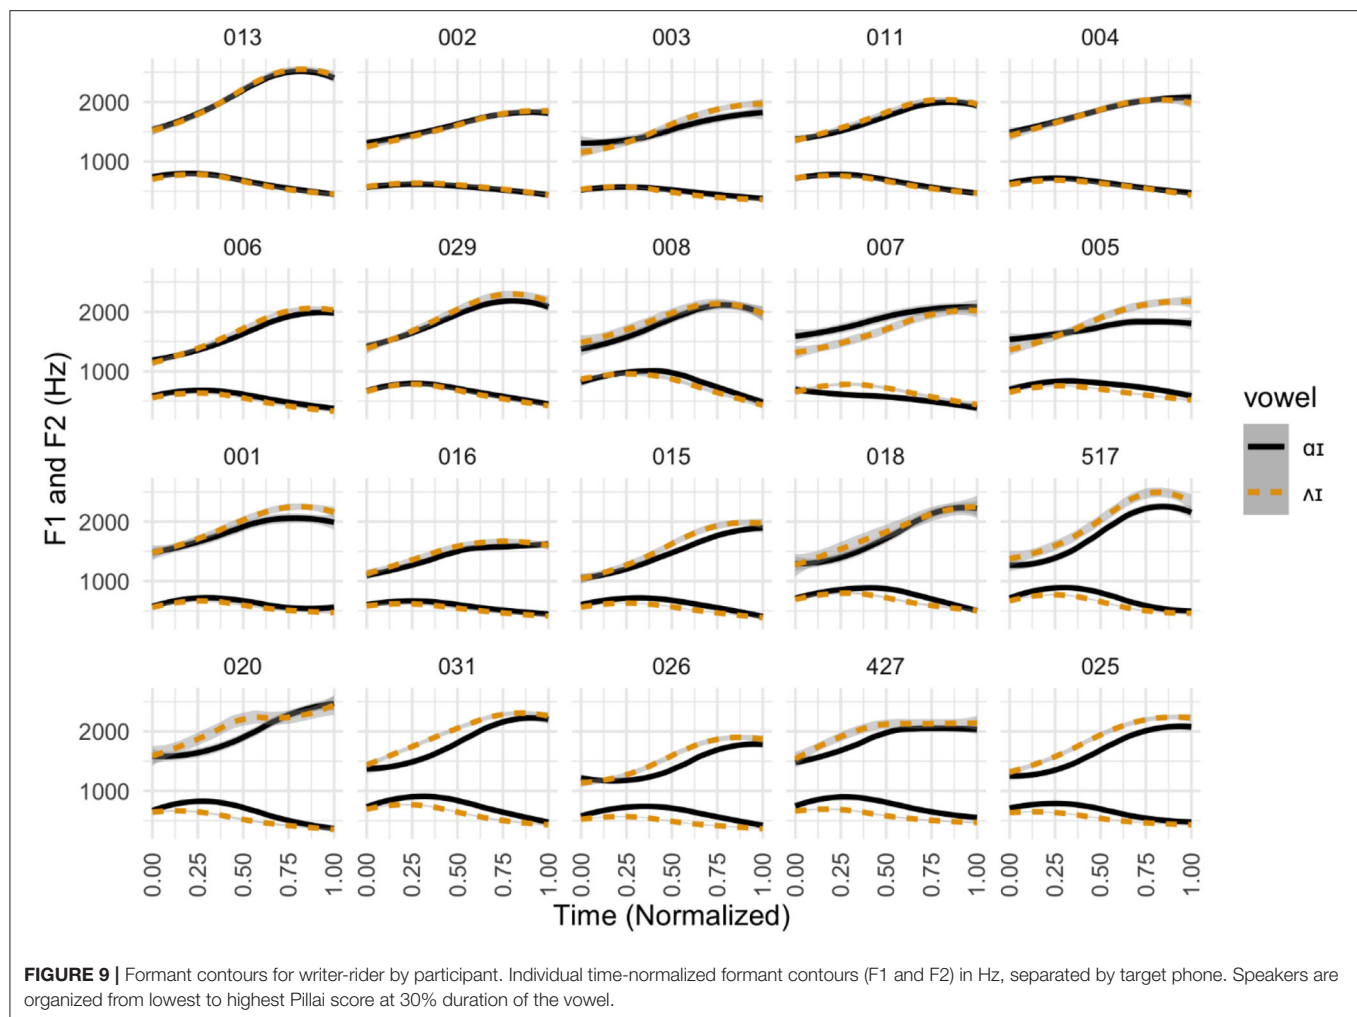 013 002 003 011 004
2000
1000
006 029 008 007 005
2000
1000
001 016 015 018 517
2000
1000
020 031 026 427 025
2000
1000
F1 and F2 (Hz)
0.00 0.25 0.50 0.75 1.00 0.00 0.25 0.50 0.75 1.00 0.00 0.25 0.50 0.75 1.00 0.00 0.25 0.50 0.75 1.00 0.00 0.25 0.50 0.75 1.00
Time (Normalized)
vowel
ɑɪ
ʌɪ
FIGURE 9 | Formant contours for writer-rider by participant. Individual time-normalized formant contours (F1 and F2) in Hz, separated by target phone. Speakers are
organized from lowest to highest Pillai score at 30% duration of the vowel.